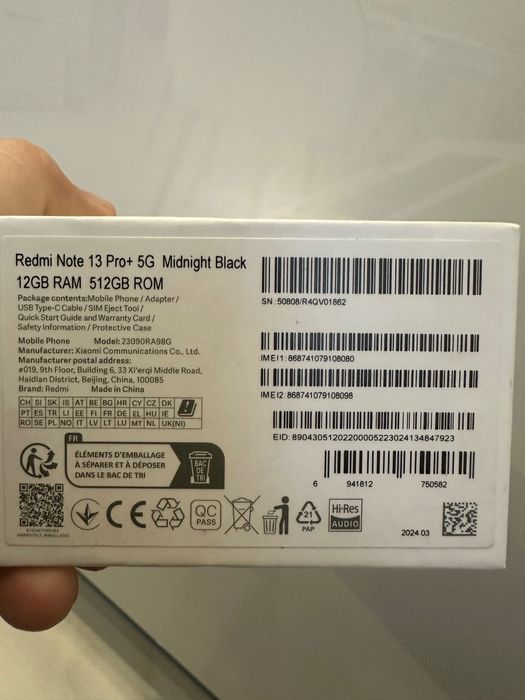 Redmi Note 13 Pro+ 5G Midnight Black
12GB RAM 512GB ROM
Package contents:Mobile Phone / Adapter /
USB Type-C Cable / SIM Eject Tool /
Quick Start Guide and Warranty Card /
Safety Information / Protective Case
Mobile Phone Model: 23090RA98G
Manufacturer: Xiaomi Communications Co., Ltd.
Manufacturer postal address:
#019, 9th Floor, Building 6, 33 Xi'erqi Middle Road,
Haidian District, Beijing, China, 100085
Brand: Redmi Made in China
CH SI SK IS AT BE BG HR CY CZ DK
PT ES TR LI EE FI FR DE EL HU IE
RO SE PL NO IT LV LT LU MT NL UK(NI)
FR
ÉLÉMENTS D'EMBALLAGE
À SÉPARER ET À DÉPOSER
DANS LE BAC DE TRI
BAC
DE
TRI
ETICHETTATURA
AMBIENTALE IMBALLAGGIO
CE
QC
PASS
21
PAP
Hi-Res
AUDIO
SN: 50808/R4QV01862
IMEI1: 868741079108080
IMEI2 868741079108098
EID: 89043051202200005223024134847923
6 941812 750582
2024.03